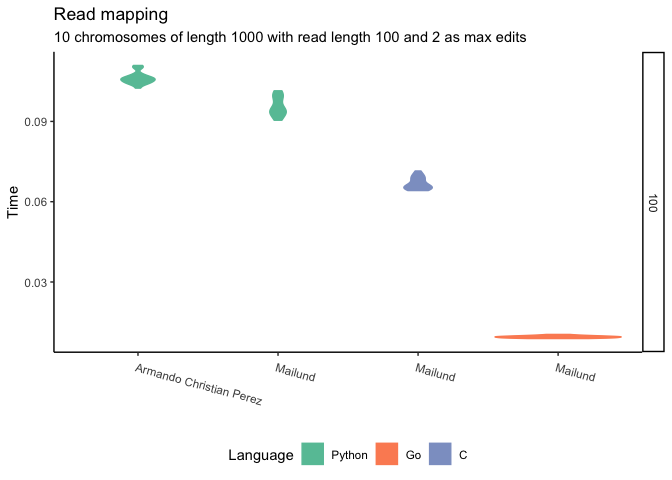 Read mapping
10 chromosomes of length 1000 with read length 100 and 2 as max edits
Time
0.09
0.06
0.03
100
Armando Christian Perez
Mailund
Mailund
Mailund
Language Python Go C